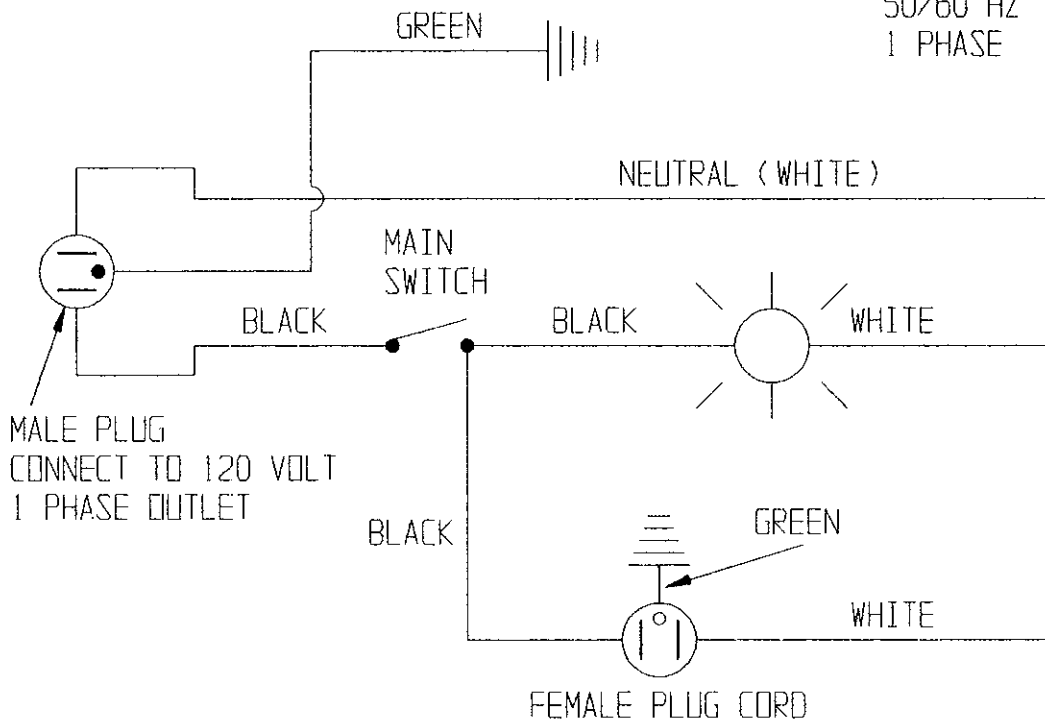 GREEN
50/60 HZ
1 PHASE
NEUTRAL (WHITE)
MAIN
SWITCH
BLACK
BLACK
WHITE
MALE PLUG
CONNECT TO 120 VOLT
1 PHASE OUTLET
BLACK
GREEN
WHITE
FEMALE PLUG CORD